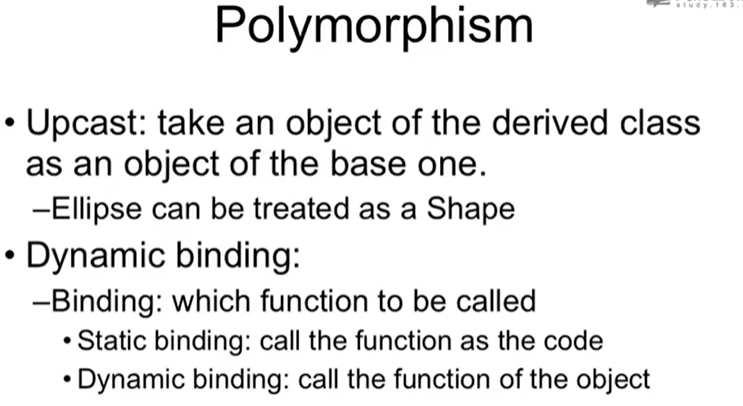 Polymorphism
• Upcast: take an object of the derived class
as an object of the base one.
–Ellipse can be treated as a Shape
• Dynamic binding:
–Binding: which function to be called
• Static binding: call the function as the code
• Dynamic binding: call the function of the object